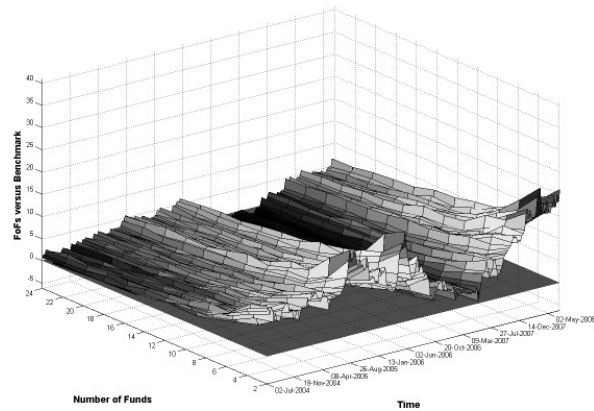 40
35
30
25
20
15
10
5
0
-5
FoFs versus Benchmark
24
22
20
18
16
14
12
10
8
6
4
2
Number of Funds
02-Jul-2004
19-Nov-2004
08-Apr-2005
26-Aug-2005
13-Jan-2006
02-Jun-2006
20-Oct-2006
09-Mar-2007
27-Jul-2007
14-Dec-2007
02-May-2008
Time